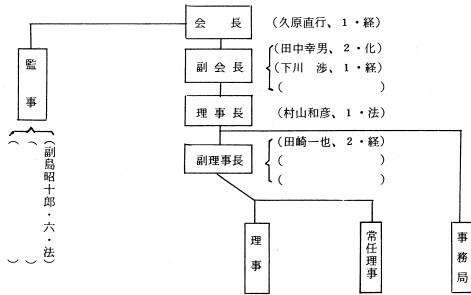 会長 (久原直行、1・経)
副会長 (田中幸男、2・化)
(下川渉、1・経)
( )
理事長 (村山和彦、1・法)
副理事長 (田崎一也、2・経)
( )
( )
監事
(副島昭十郎・六・法)
( )
( )
理事
常任理事
事務局